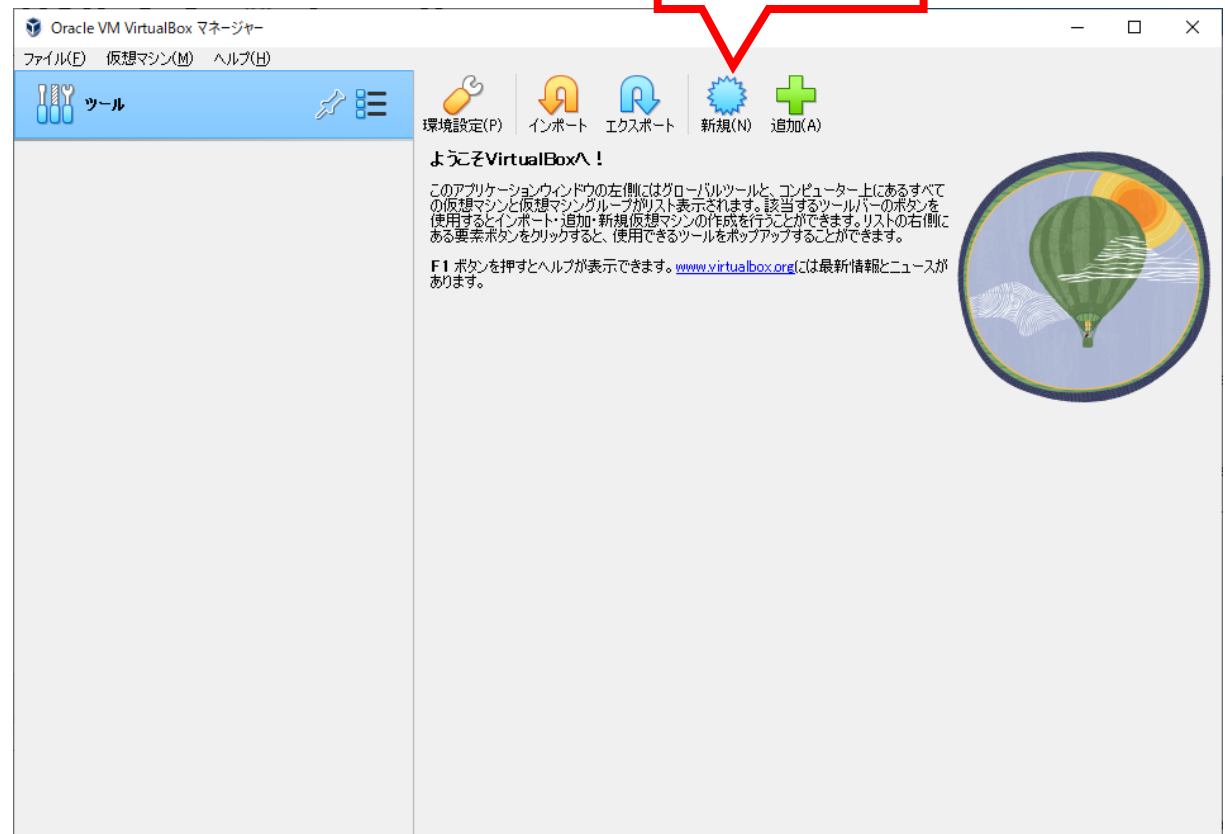 Oracle VM VirtualBox マネージャー
ファイル(F) 仮想マシン(M) ヘルプ(H)
ツール
環境設定(P) インポート エクスポート 新規(N) 追加(A)
ようこそVirtualBoxへ！
このアプリケーションウィンドウの左側にはグローバルツールと、コンピューター上にあるすべて
の仮想マシンと仮想マシングループがリスト表示されます。該当するツールバーのボタンを
使用するとインポート・追加・新規仮想マシンの作成を行うことができます。リストの右側に
ある要素ボタンをクリックすると、使用できるツールをポップアップすることができます。
F1 ボタンを押すとヘルプが表示できます。www.virtualbox.orgには最新情報とニュースが
あります。